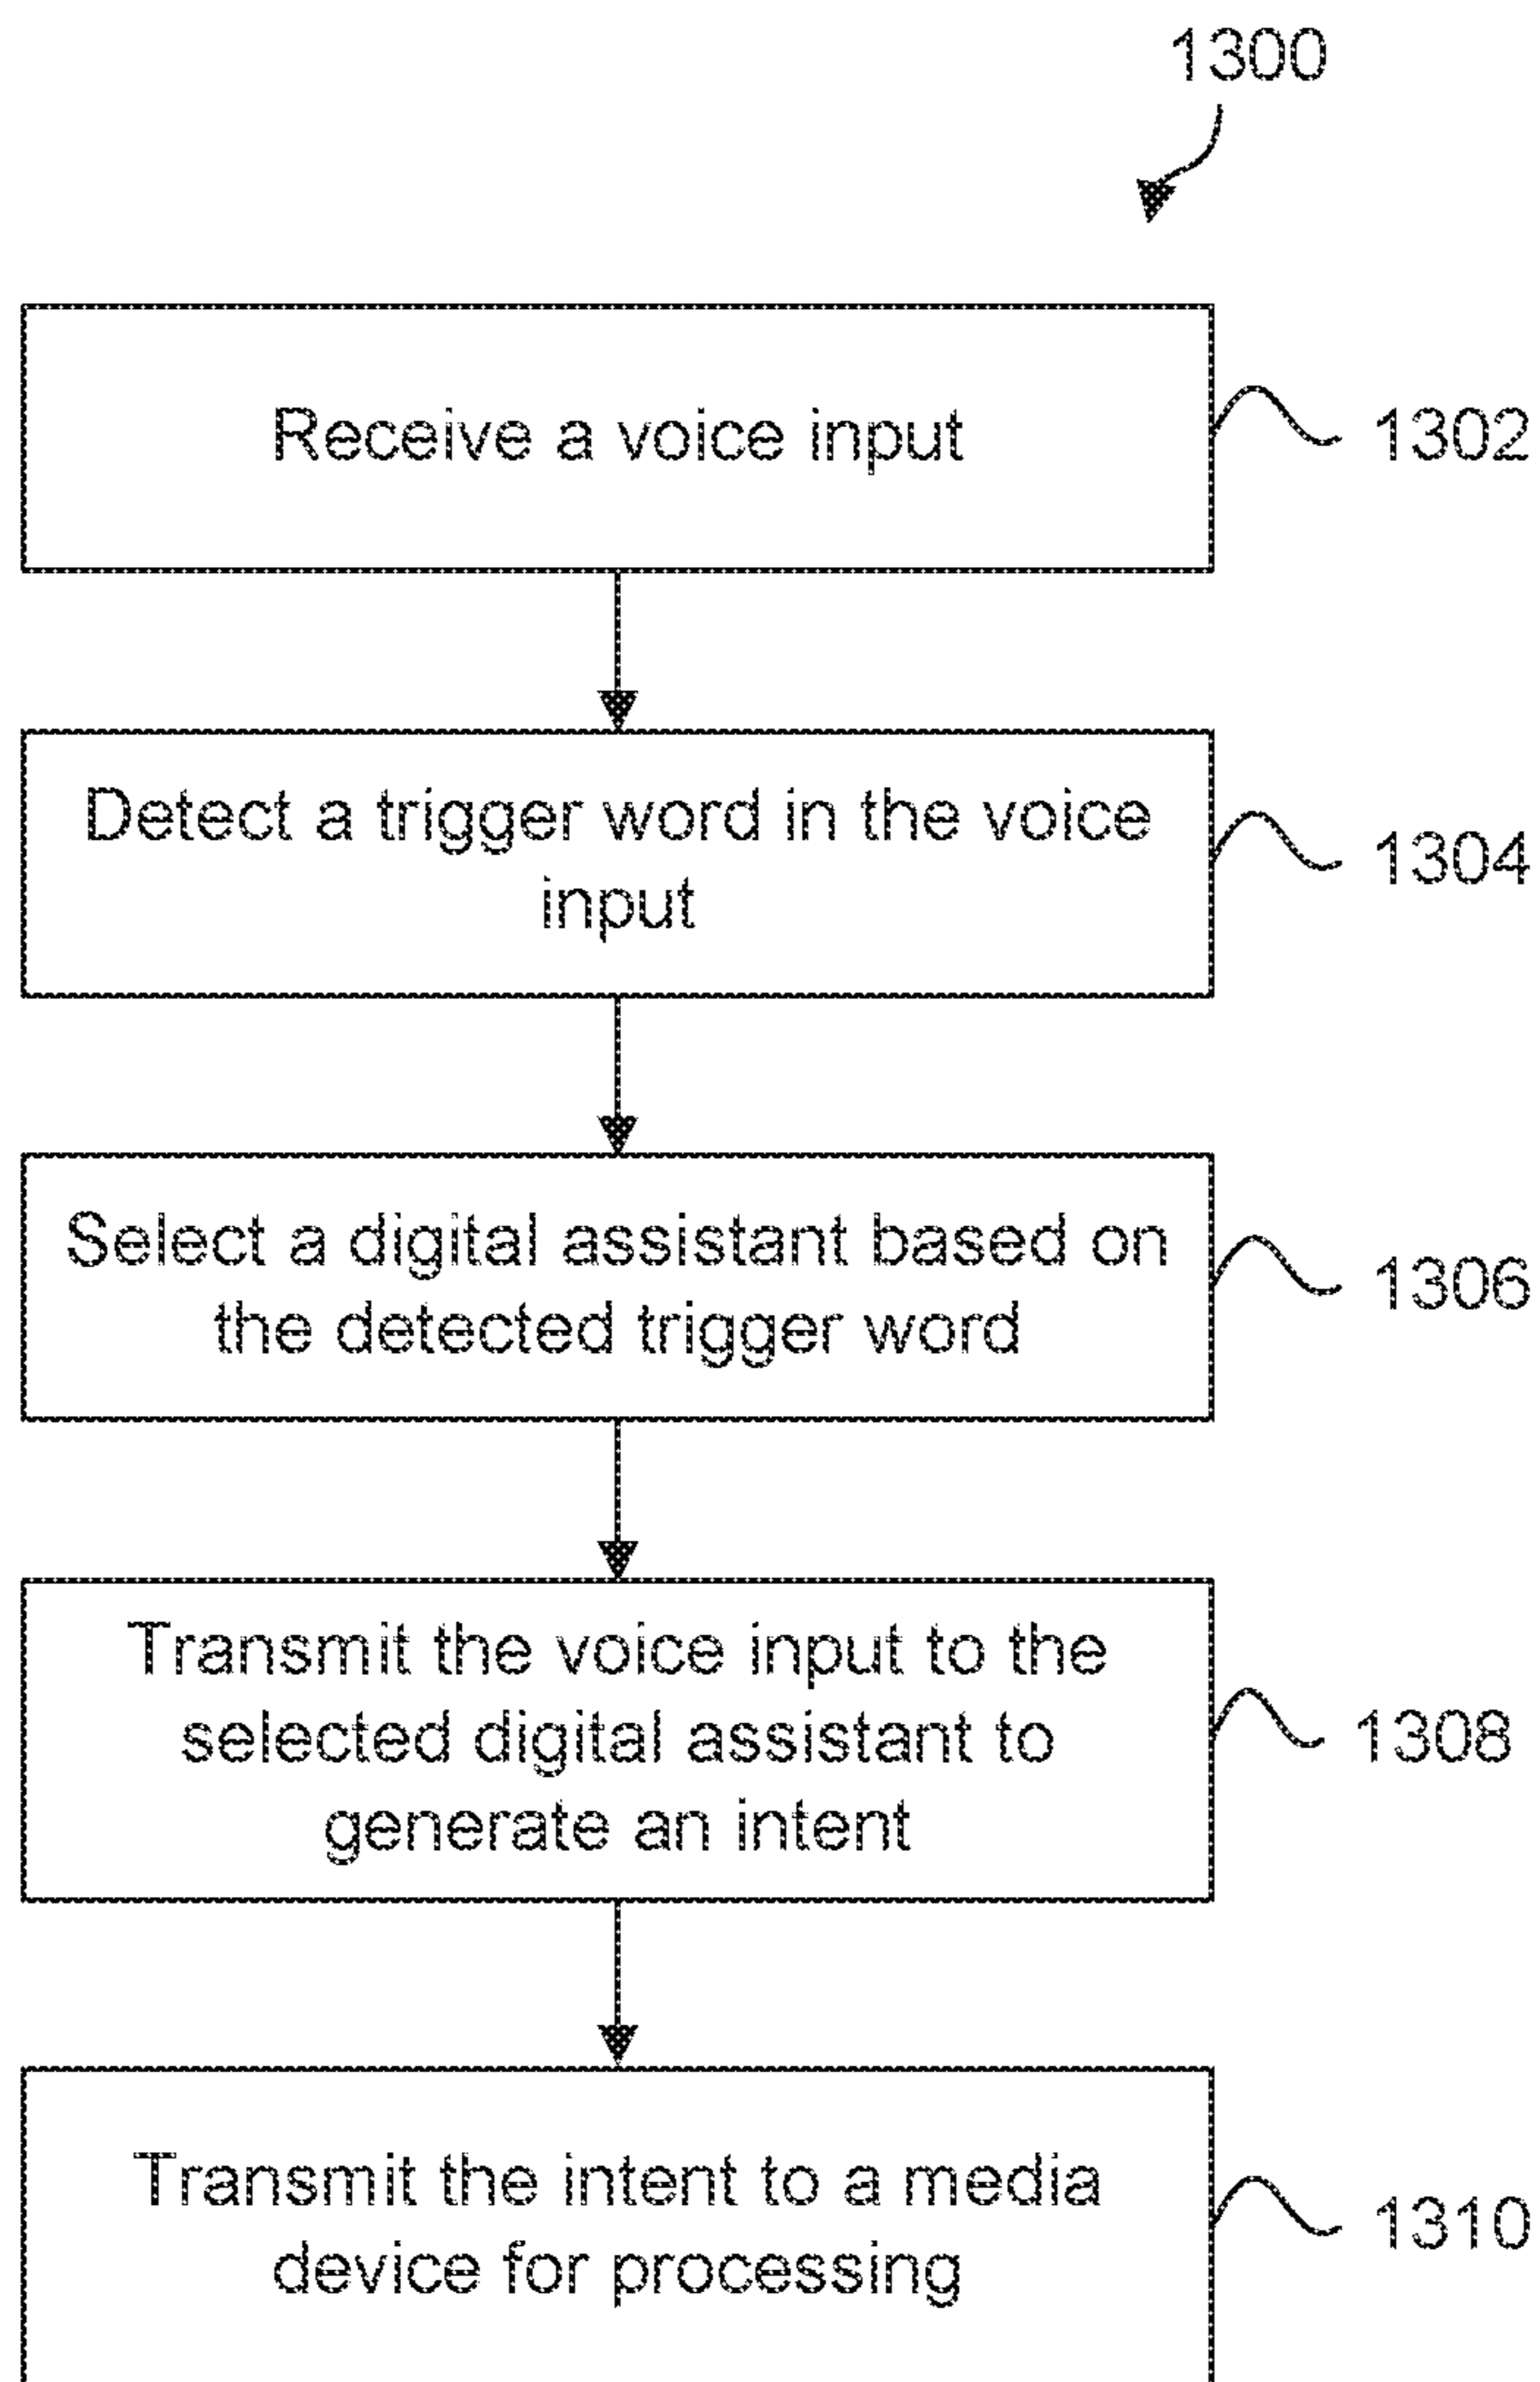 1300
Receive a voice input
1302
Detect a trigger word in the voice
input
1304
Select a digital assistant based on
the detected trigger word
1306
Transmit the voice input to the
selected digital assistant to
generate an intent
1308
Transmit the intent to a media
device for processing
1310